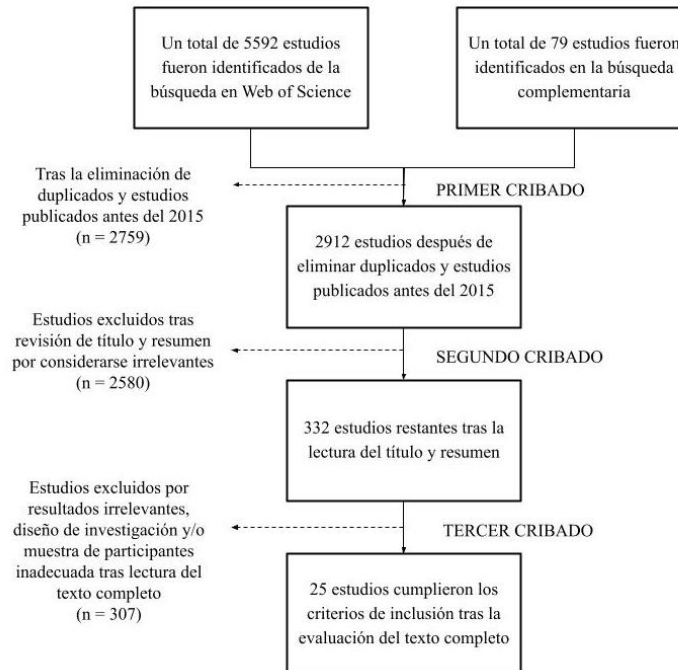 Un total de 5592 estudios
fueron identificados de la
búsqueda en Web of Science
Un total de 79 estudios fueron
identificados en la búsqueda
complementaria
Tras la eliminación de
duplicados y estudios
publicados antes del 2015
(n = 2759)
PRIMER CRIBADO
2912 estudios después de
eliminar duplicados y estudios
publicados antes del 2015
Estudios excluidos tras
revisión de título y resumen
por considerarse irrelevantes
(n = 2580)
SEGUNDO CRIBADO
332 estudios restantes tras la
lectura del título y resumen
Estudios excluidos por
resultados irrelevantes,
diseño de investigación y/o
muestra de participantes
inadecuada tras lectura del
texto completo
(n = 307)
TERCER CRIBADO
25 estudios cumplieron los
criterios de inclusión tras la
evaluación del texto completo